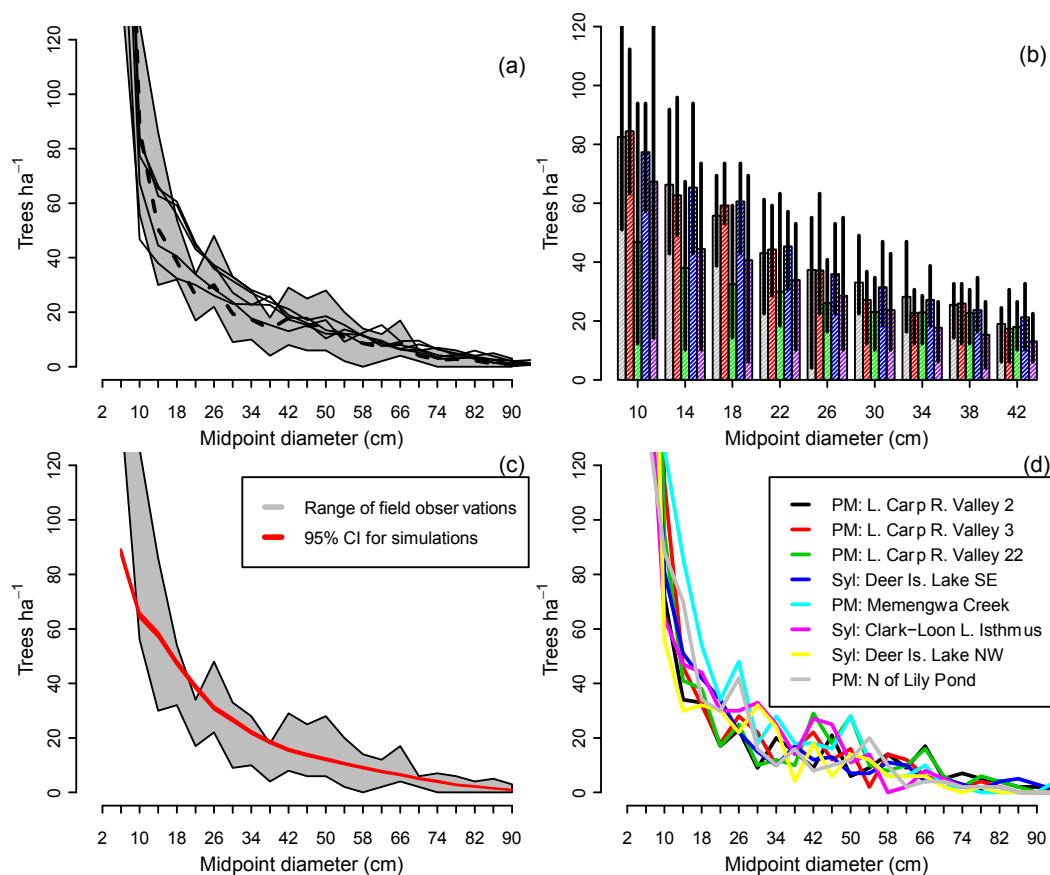 (a)
Trees ha−1
0 20 40 60 80 100 120
2 10 18 26 34 42 50 58 66 74 82 90
Midpoint diameter (cm)
(b)
Trees ha−1
0 20 40 60 80 100 120
10 14 18 22 26 30 34 38 42
Midpoint diameter (cm)
(c)
Trees ha−1
0 20 40 60 80 100 120
Range of field observations
95% CI for simulations
2 10 18 26 34 42 50 58 66 74 82 90
Midpoint diameter (cm)
(d)
Trees ha−1
0 20 40 60 80 100 120
PM: L. Carp R. Valley 2
PM: L. Carp R. Valley 3
PM: L. Carp R. Valley 22
Syl: Deer Is. Lake SE
PM: Memengwa Creek
Syl: Clark−Loon L. Isthmus
Syl: Deer Is. Lake NW
PM: N of Lily Pond
2 10 18 26 34 42 50 58 66 74 82 90
Midpoint diameter (cm)